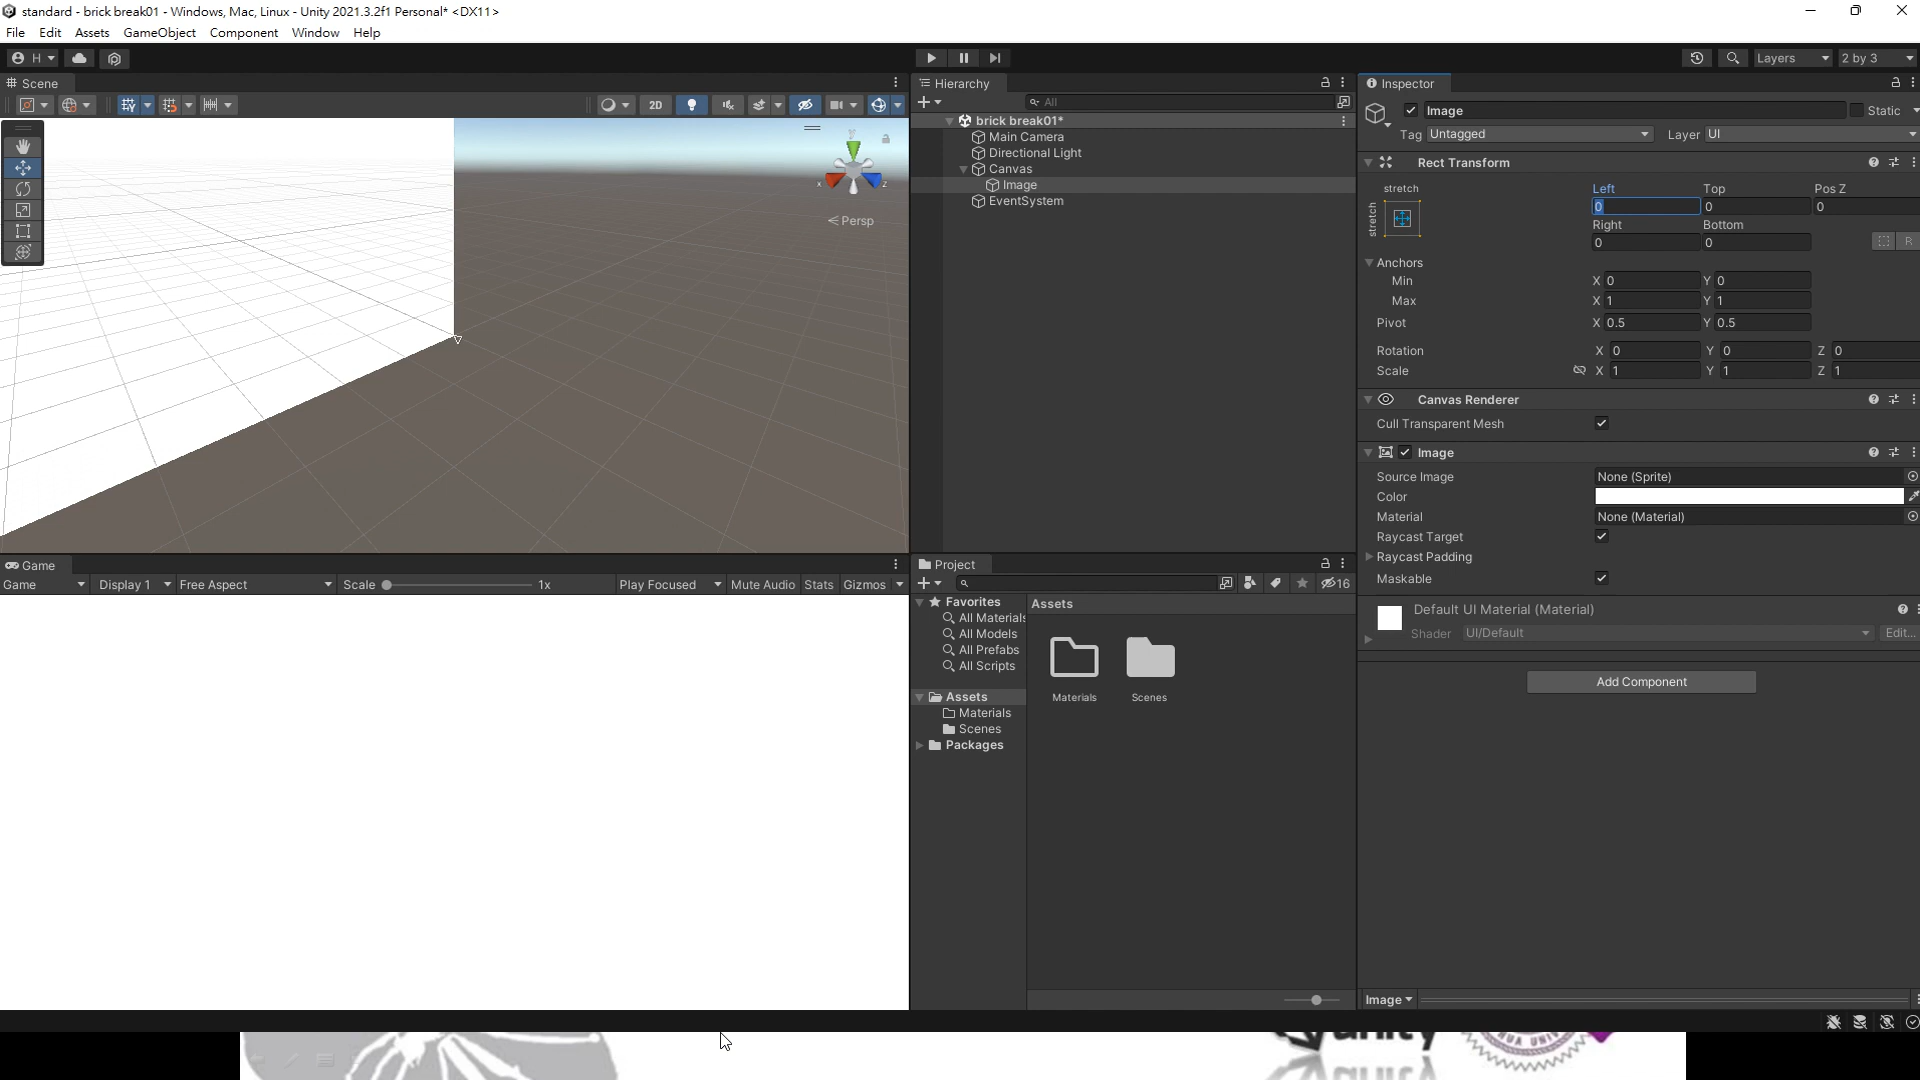 standard - brick break01 - Windows, Mac, Linux - Unity 2021.3.2f1 Personal* <DX11>
File Edit Assets GameObject Component Window Help
H Layers 2 by 3
Scene
2D
y
x z
Persp
Hierarchy
All
brick break01*
Main Camera
Directional Light
Canvas
Image
EventSystem
Inspector
Image Static
Tag Untagged Layer UI
Rect Transform
stretch Left Top Pos Z
stretch 0 0 0
Right Bottom
0 0 R
Anchors
Min X 0 Y 0
Max X 1 Y 1
Pivot X 0.5 Y 0.5
Rotation X 0 Y 0 Z 0
Scale X 1 Y 1 Z 1
Canvas Renderer
Cull Transparent Mesh
Image
Source Image None (Sprite)
Color
Material None (Material)
Raycast Target
Raycast Padding
Maskable
Default UI Material (Material)
Shader UI/Default Edit...
Add Component
Image
Game
Game Display 1 Free Aspect Scale 1x Play Focused Mute Audio Stats Gizmos
Project
16
Favorites
All Materials
All Models
All Prefabs
All Scripts
Assets
Materials
Scenes
Packages
Assets
Materials Scenes
unity